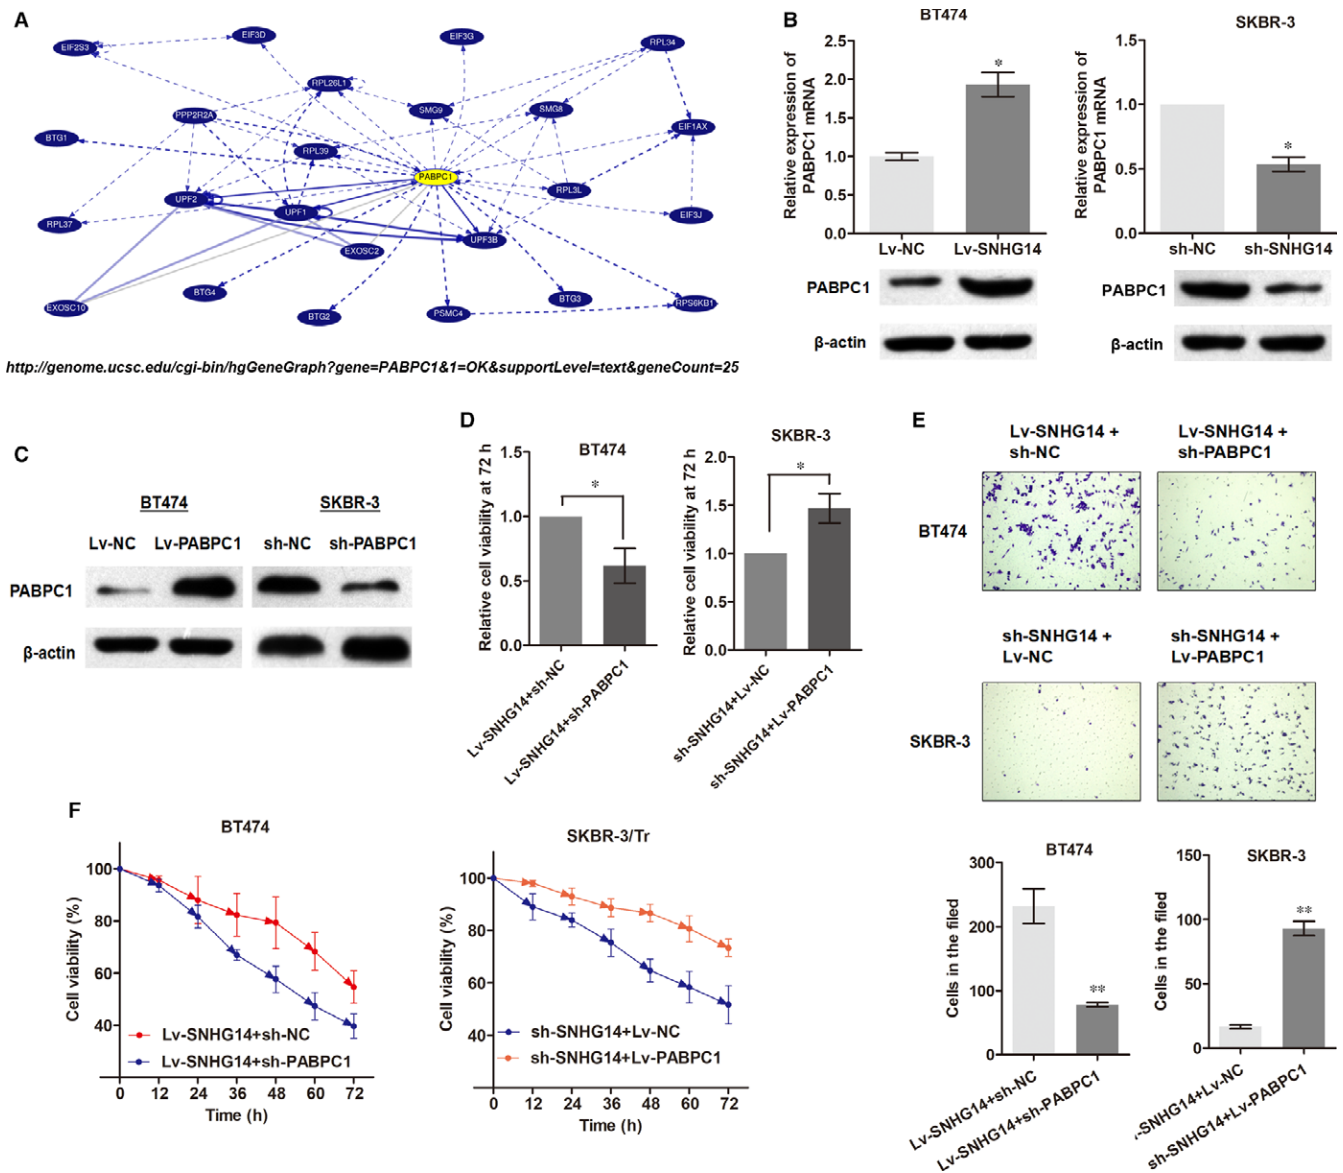 A
EIF2S3
EIF3D
EIF3G
RPL34
RPL26L1
PPP2R2A
SMG9
SMG8
EIF1AX
BTG1
RPL39
PABPC1
RPL3L
UPF2
UPF1
EIF3J
RPL37
UPF3B
EXOSC2
EXOSC10
BTG4
BTG2
PSMC4
BTG3
RPS6KB1
http://genome.ucsc.edu/cgi-bin/hgGeneGraph?gene=PABPC1&1=OK&supportLevel=text&geneCount=25
B
BT474
Relative expression of
PABPC1 mRNA
2.5
2.0
1.5
1.0
0.5
0.0
*
Lv-NC
Lv-SNHG14
PABPC1
β-actin
SKBR-3
Relative expression of
PABPC1 mRNA
1.5
1.0
0.5
0.0
*
sh-NC
sh-SNHG14
PABPC1
β-actin
C
BT474
SKBR-3
Lv-NC
Lv-PABPC1
sh-NC
sh-PABPC1
PABPC1
β-actin
D
BT474
Relative cell viability at 72 h
1.5
1.0
0.5
0.0
*
Lv-SNHG14+sh-NC
Lv-SNHG14+sh-PABPC1
SKBR-3
Relative cell viability at 72 h
2.0
1.5
1.0
0.5
0.0
*
sh-SNHG14+Lv-NC
sh-SNHG14+Lv-PABPC1
E
Lv-SNHG14 +
sh-NC
Lv-SNHG14 +
sh-PABPC1
BT474
sh-SNHG14 +
Lv-NC
sh-SNHG14 +
Lv-PABPC1
SKBR-3
BT474
Cells in the filed
300
200
100
0
**
Lv-SNHG14+sh-NC
Lv-SNHG14+sh-PABPC1
SKBR-3
Cells in the filed
150
100
50
0
**
-SNHG14+Lv-NC
sh-SNHG14+Lv-PABPC1
F
BT474
Cell viability (%)
100
80
60
40
Lv-SNHG14+sh-NC
Lv-SNHG14+sh-PABPC1
0 12 24 36 48 60 72
Time (h)
SKBR-3/Tr
Cell viability (%)
100
80
60
40
sh-SNHG14+Lv-NC
sh-SNHG14+Lv-PABPC1
0 12 24 36 48 60 72
Time (h)